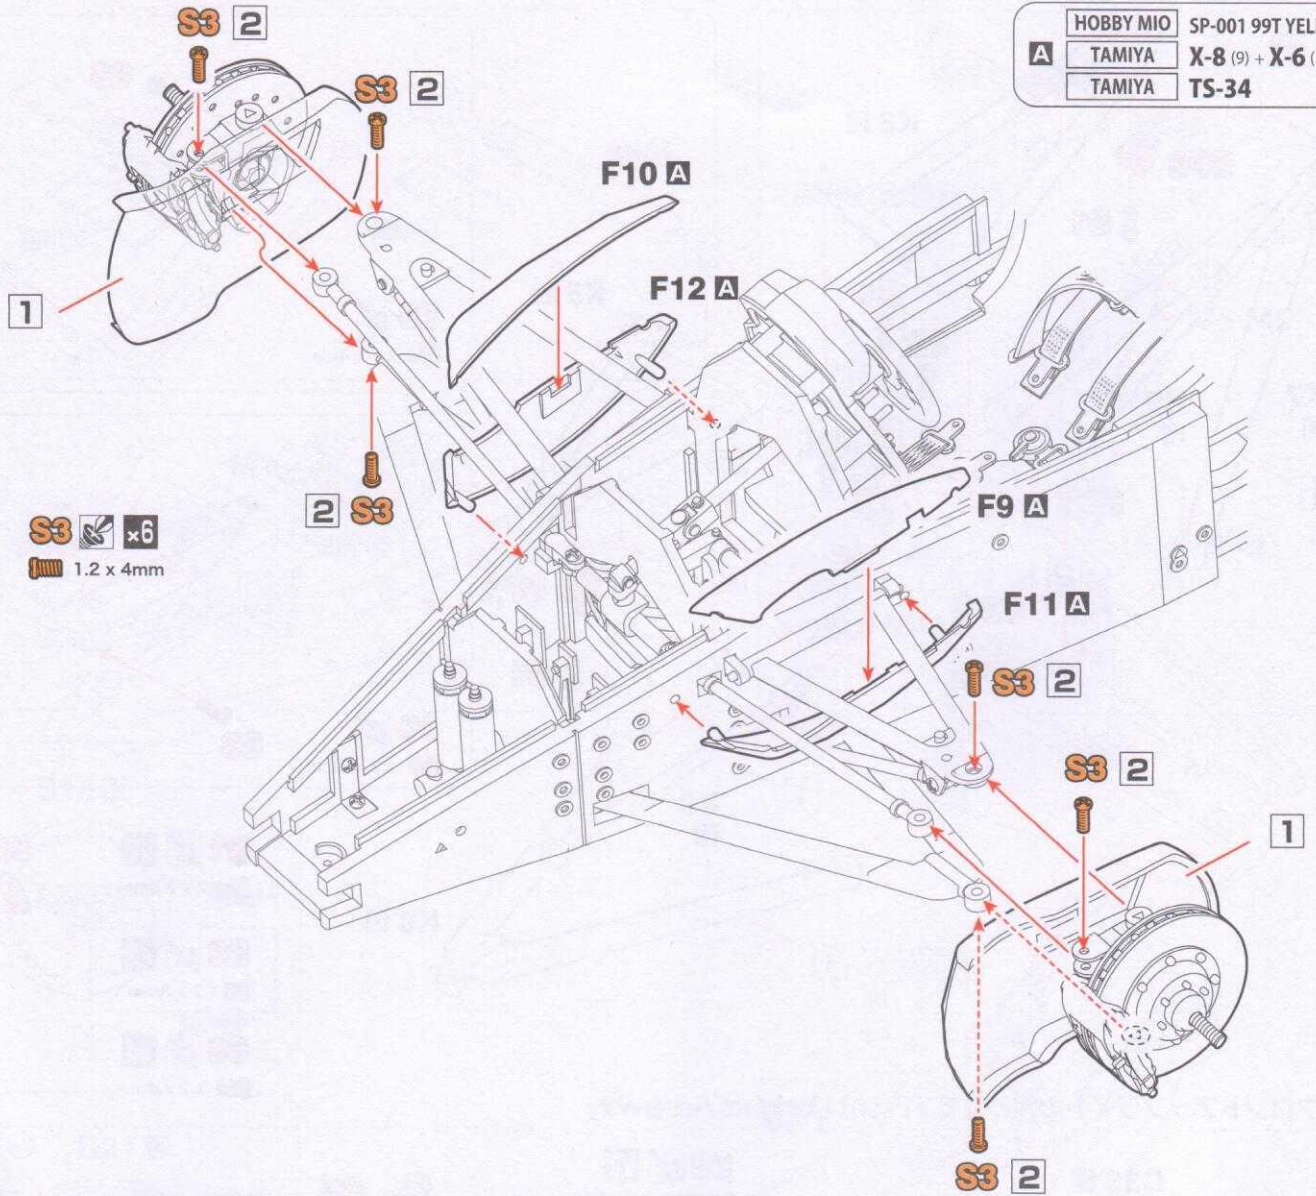 S3 2
HOBBY MIO SP-001 99T YEL
A TAMIYA X-8 (9) + X-6 (
TAMIYA TS-34
S3 2
F10 A
F12 A
1
2 S3
S3 ×6
1.2 x 4mm
F9 A
F11 A
S3 2
S3 2
1
S3 2